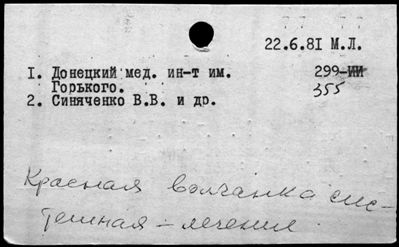 22.6.81 М.Л.
1. Донецкий мед. ин-т им. 299-ИИ
Горького. 355
2. Синяченко В.В. и др.
Красная волчанка сис-
темная - лечение.